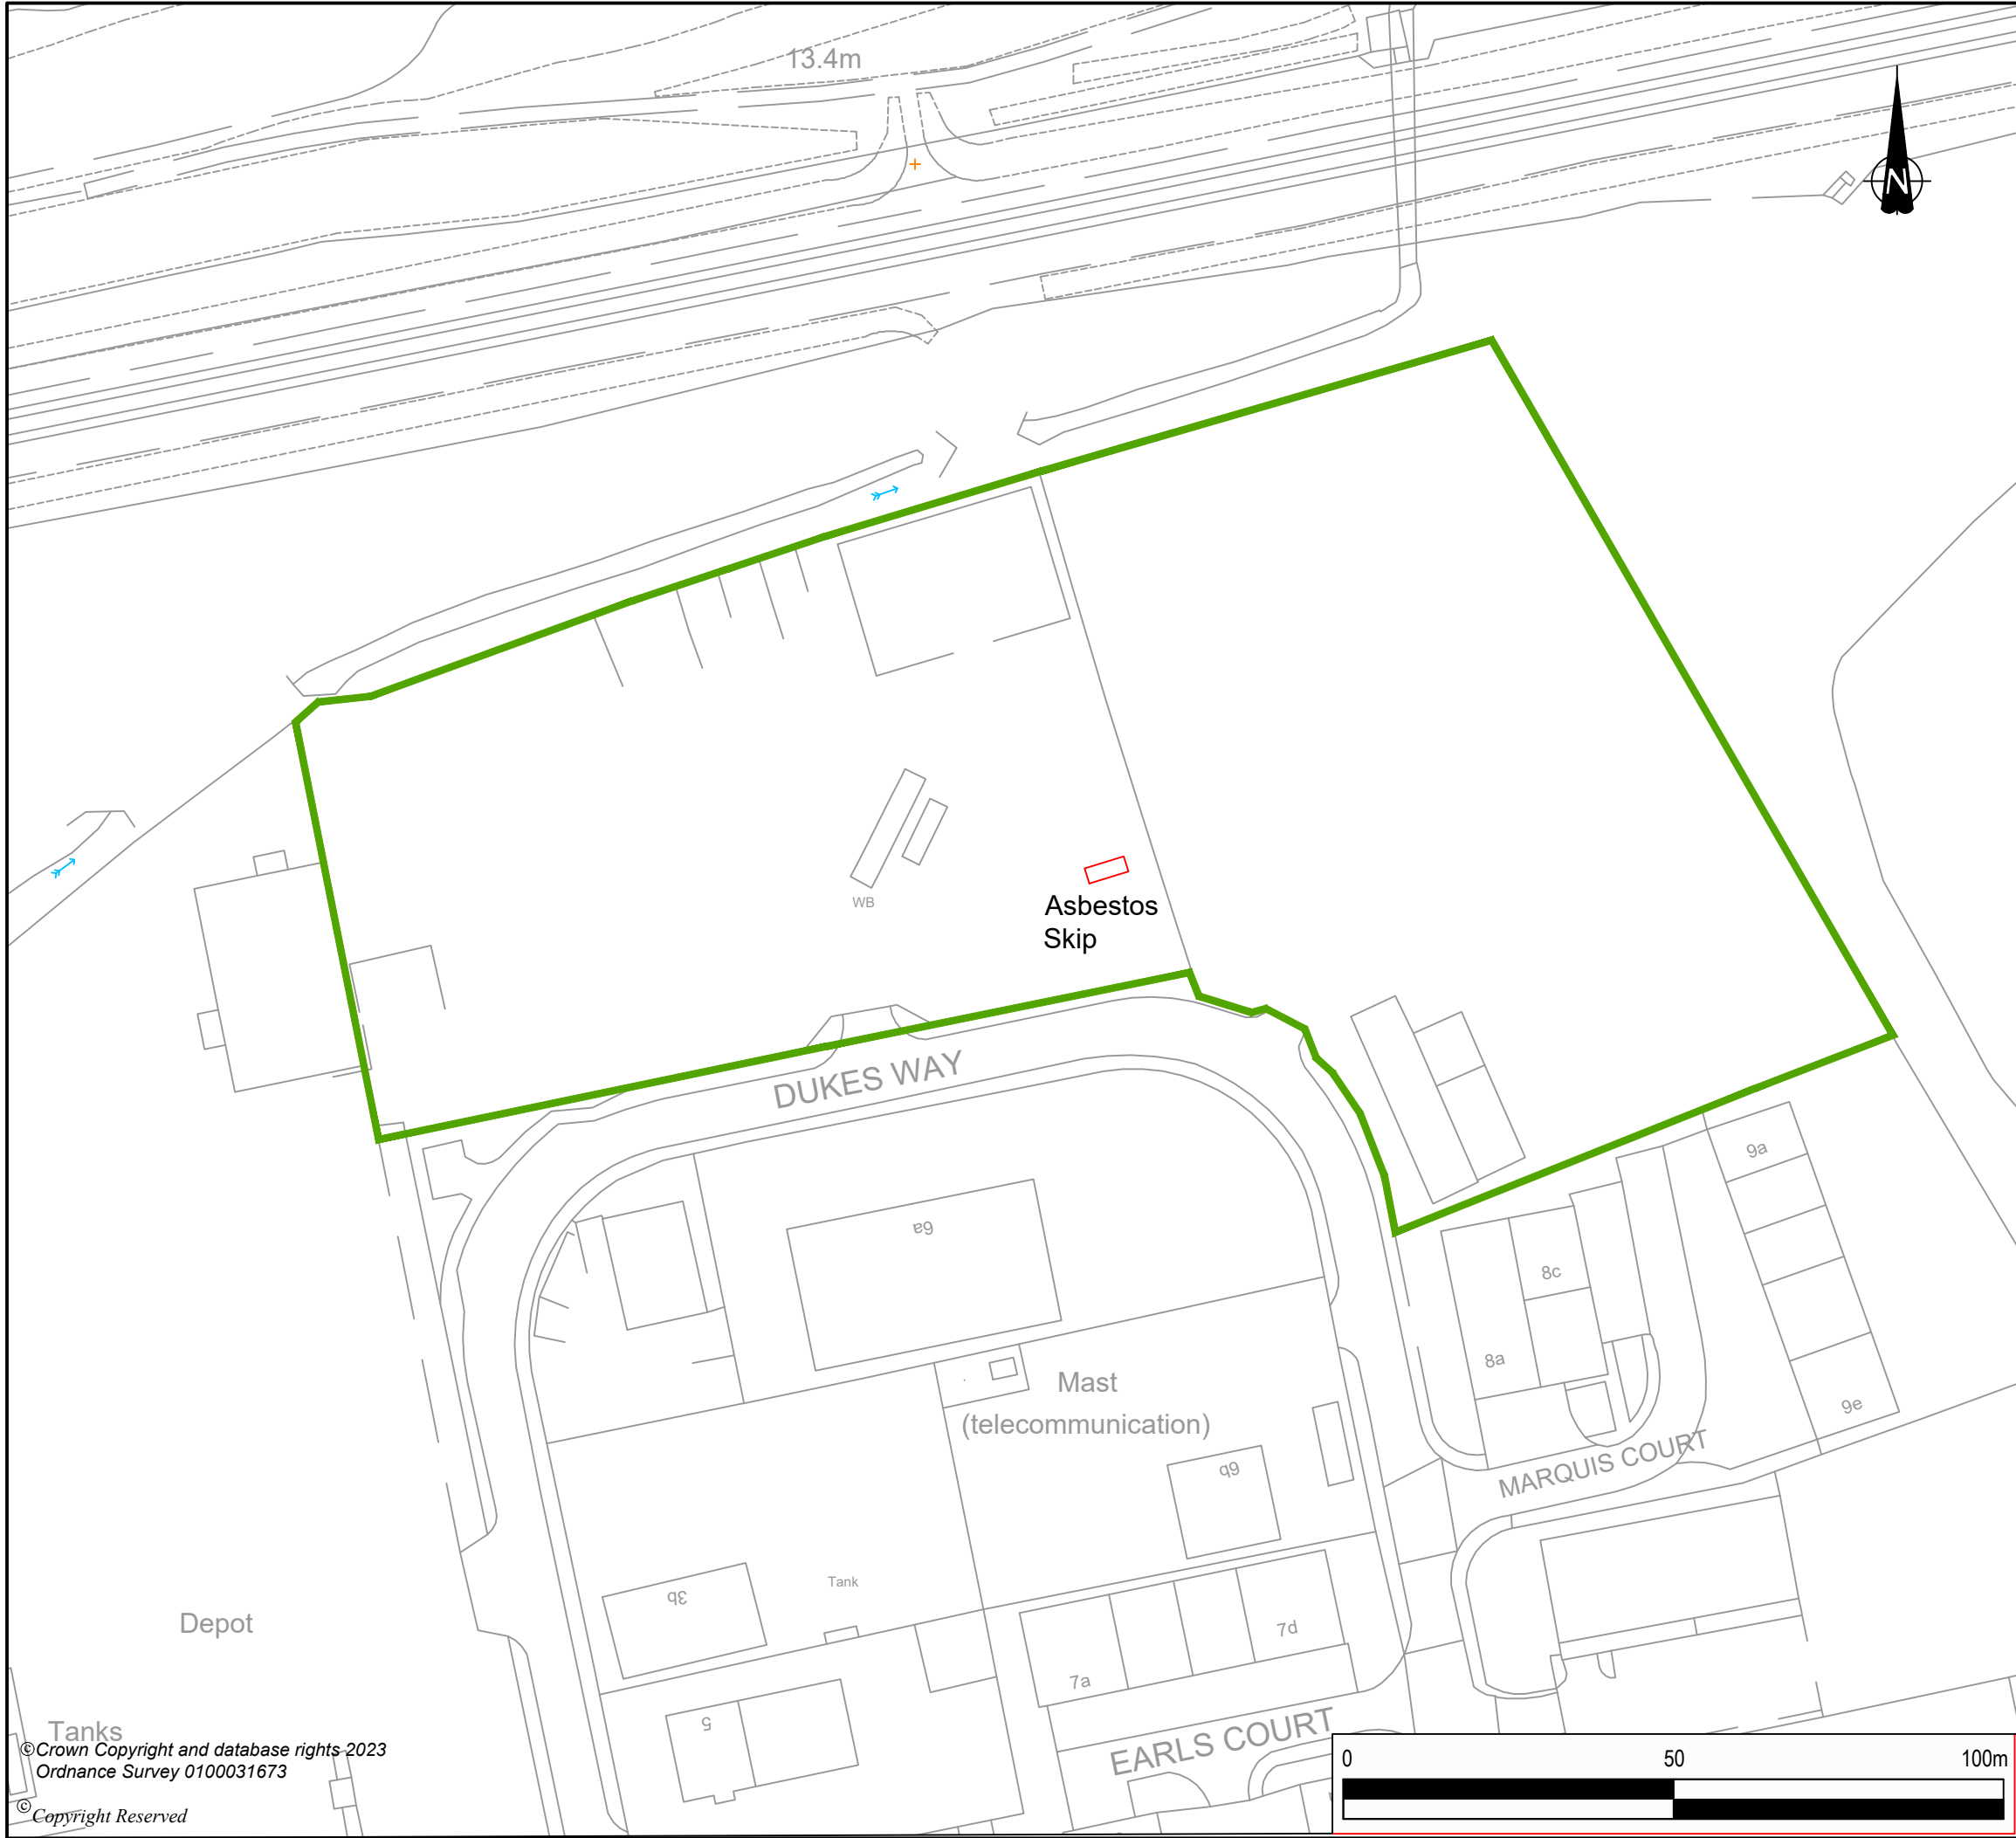 13.4m
N
WB
Asbestos
Skip
DUKES WAY
9a
6a
8c
8a
Mast
(telecommunication)
9e
6b
MARQUIS COURT
3b
Tank
Depot
7d
7a
5
EARLS COURT
Tanks
©Crown Copyright and database rights 2023
Ordnance Survey 0100031673
© Copyright Reserved
0 50 100m